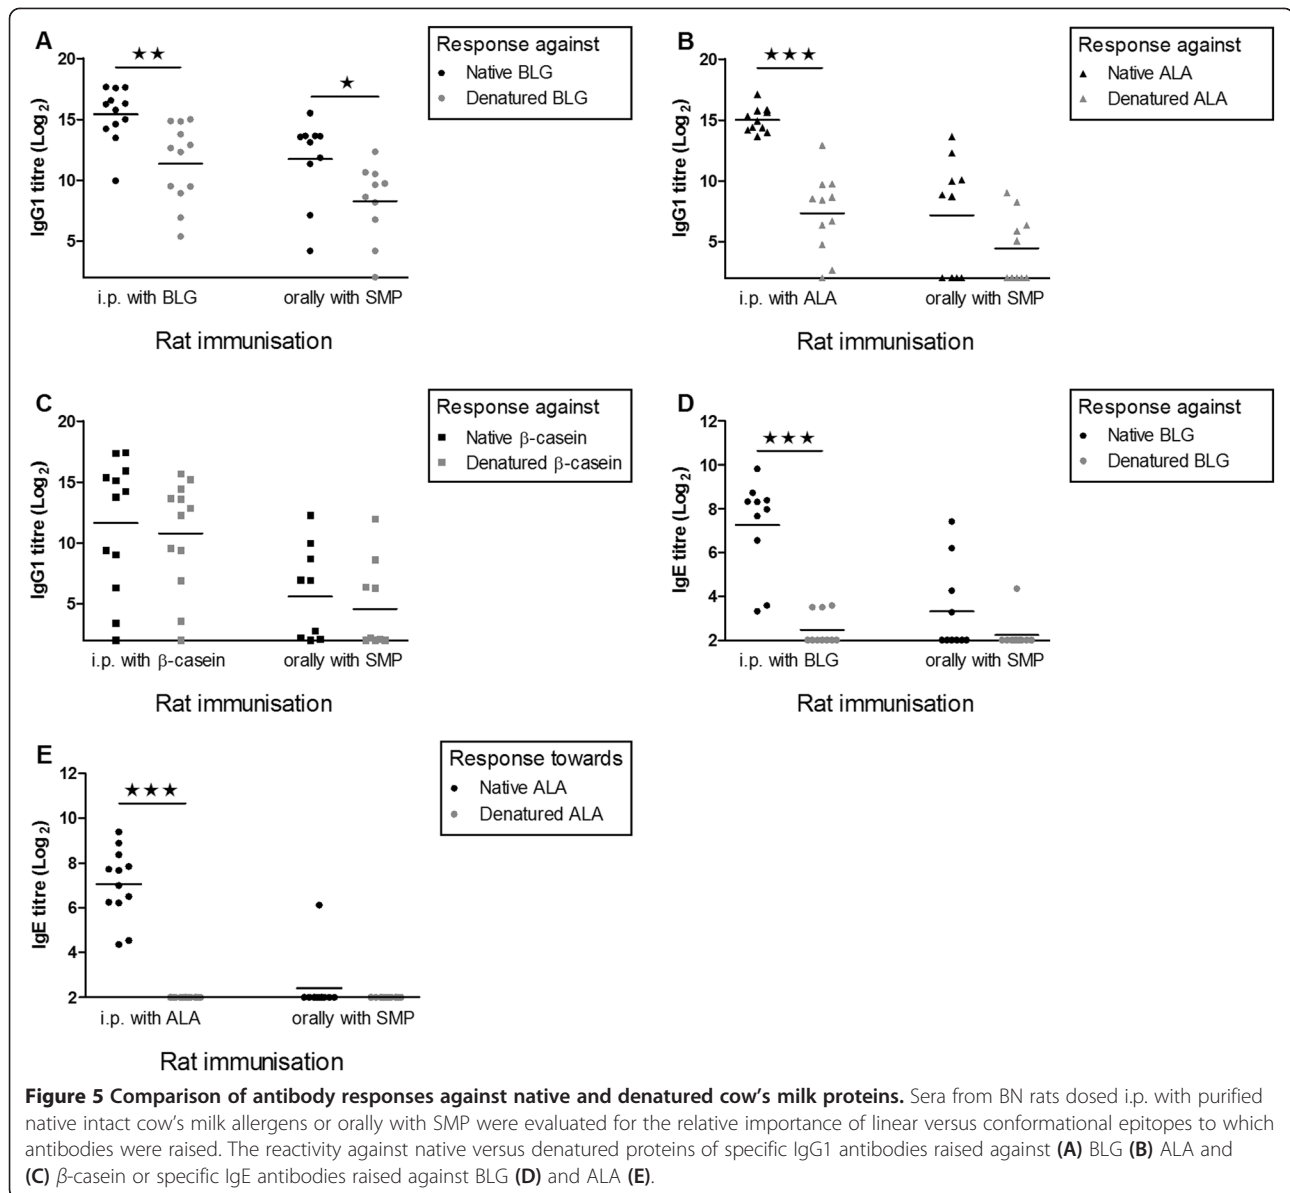 A
Response against
Native BLG
Denatured BLG
★★
★
IgG1 titre (Log2)
20
15
10
5
i.p. with BLG
orally with SMP
Rat immunisation
B
Response against
Native ALA
Denatured ALA
★★★
IgG1 titre (Log2)
20
15
10
5
i.p. with ALA
orally with SMP
Rat immunisation
C
Response against
Native β-casein
Denatured β-casein
IgG1 titre (Log2)
20
15
10
5
i.p. with β-casein
orally with SMP
Rat immunisation
D
Response against
Native BLG
Denatured BLG
★★★
IgE titre (Log2)
12
10
8
6
4
2
i.p. with BLG
orally with SMP
Rat immunisation
E
Response towards
Native ALA
Denatured ALA
★★★
IgE titre (Log2)
12
10
8
6
4
2
i.p. with ALA
orally with SMP
Rat immunisation
Figure 5 Comparison of antibody responses against native and denatured cow's milk proteins. Sera from BN rats dosed i.p. with purified
native intact cow's milk allergens or orally with SMP were evaluated for the relative importance of linear versus conformational epitopes to which
antibodies were raised. The reactivity against native versus denatured proteins of specific IgG1 antibodies raised against (A) BLG (B) ALA and
(C) β-casein or specific IgE antibodies raised against BLG (D) and ALA (E).